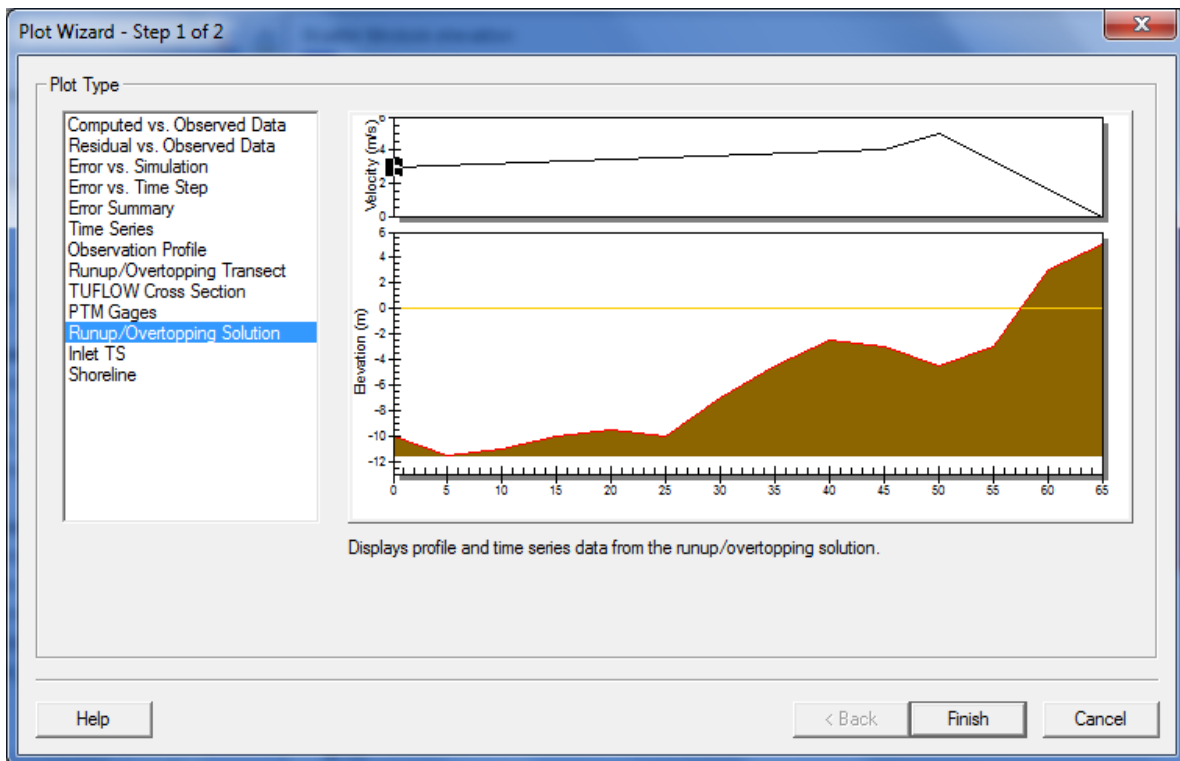 Plot Wizard - Step 1 of 2
Plot Type
Computed vs. Observed Data
Residual vs. Observed Data
Error vs. Simulation
Error vs. Time Step
Error Summary
Time Series
Observation Profile
Runup/Overtopping Transect
TUFLOW Cross Section
PTM Gages
Runup/Overtopping Solution
Inlet TS
Shoreline
Velocity (m/s)
6
4
2
0
Elevation (m)
6
4
2
0
-2
-4
-6
-8
-10
-12
0 5 10 15 20 25 30 35 40 45 50 55 60 65
Displays profile and time series data from the runup/overtopping solution.
Help
< Back
Finish
Cancel